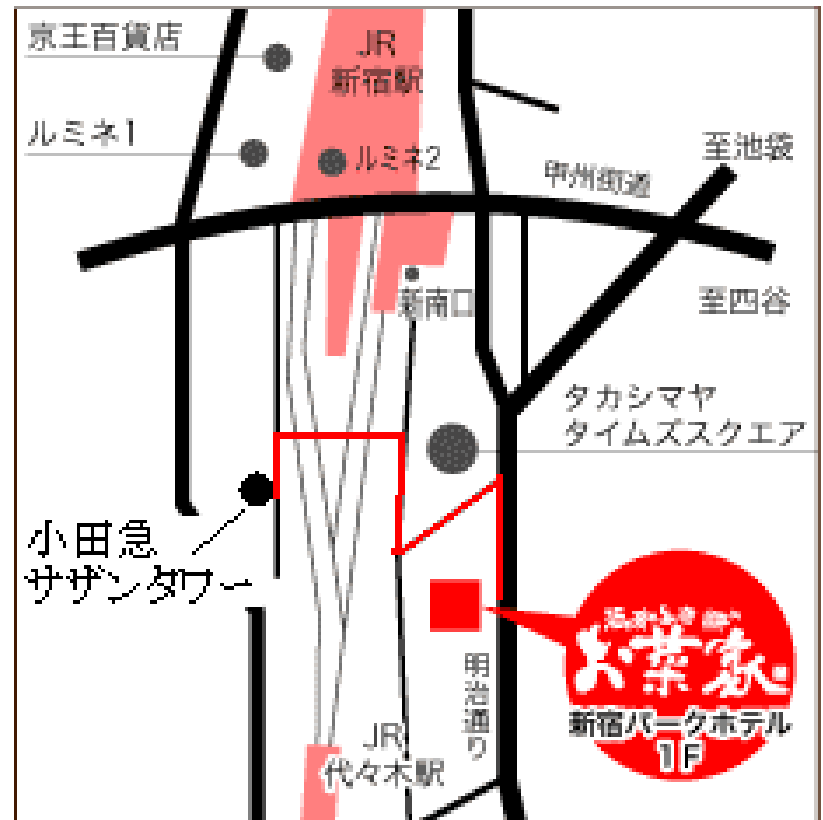 京王百貨店
JR
新宿駅
ルミネ1
ルミネ2
甲州街道
至池袋
新南口
至四谷
タカシマヤ
タイムズスクエア
小田急
サザンタワー
お菜家
新宿パークホテル
1F
明治通り
JR
代々木駅